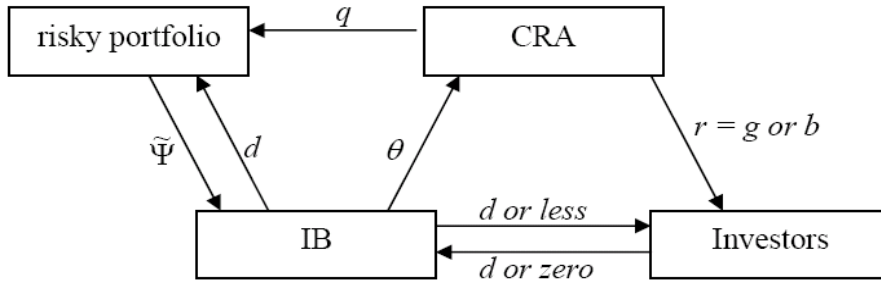 risky portfolio
q
CRA
Ψ̃
d
θ
r = g or b
IB
d or less
d or zero
Investors